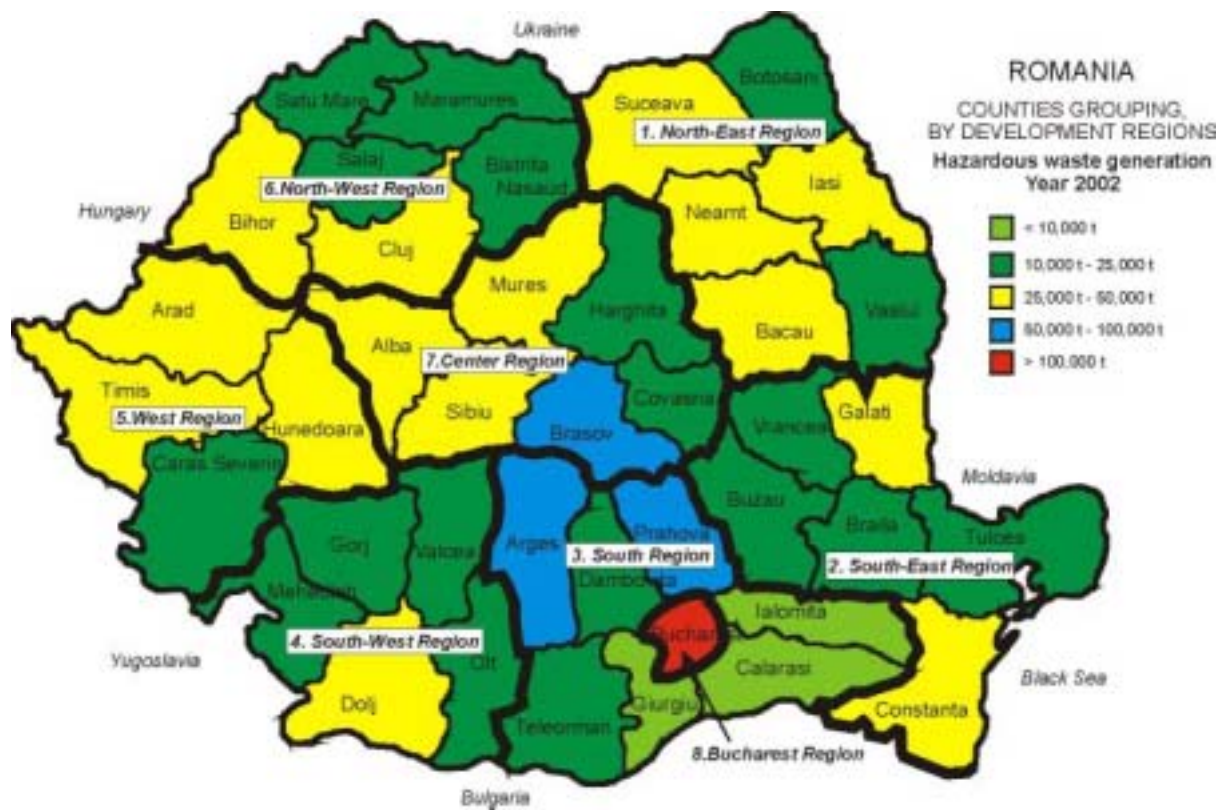 Ukraine
ROMANIA
COUNTIES GROUPING,
BY DEVELOPMENT REGIONS
Hazardous waste generation
Year 2002
< 10,000 t
10,000 t - 25,000 t
25,000 t - 50,000 t
50,000 t - 100,000 t
> 100,000 t
Botosani
Satu Mare
Maramures
Suceava
1. North-East Region
Salaj
Bistrita
Nasaud
6.North-West Region
Iasi
Hungary
Bihor
Neamt
Cluj
Mures
Arad
Harghita
Vaslui
Bacau
Alba
7.Center Region
Timis
5.West Region
Sibiu
Covasna
Galati
Hunedoara
Brasov
Vrancea
Caras Severin
Moldavia
Buzau
Braila
Tulcea
Gorj
Valcea
Arges
Prahova
3. South Region
2. South-East Region
Dambovita
Mehedinti
Ialomita
4. South-West Region
Olt
Yugoslavia
Calarasi
Black Sea
Dolj
Giurgiu
Constanta
Teleorman
8.Bucharest Region
Bulgaria